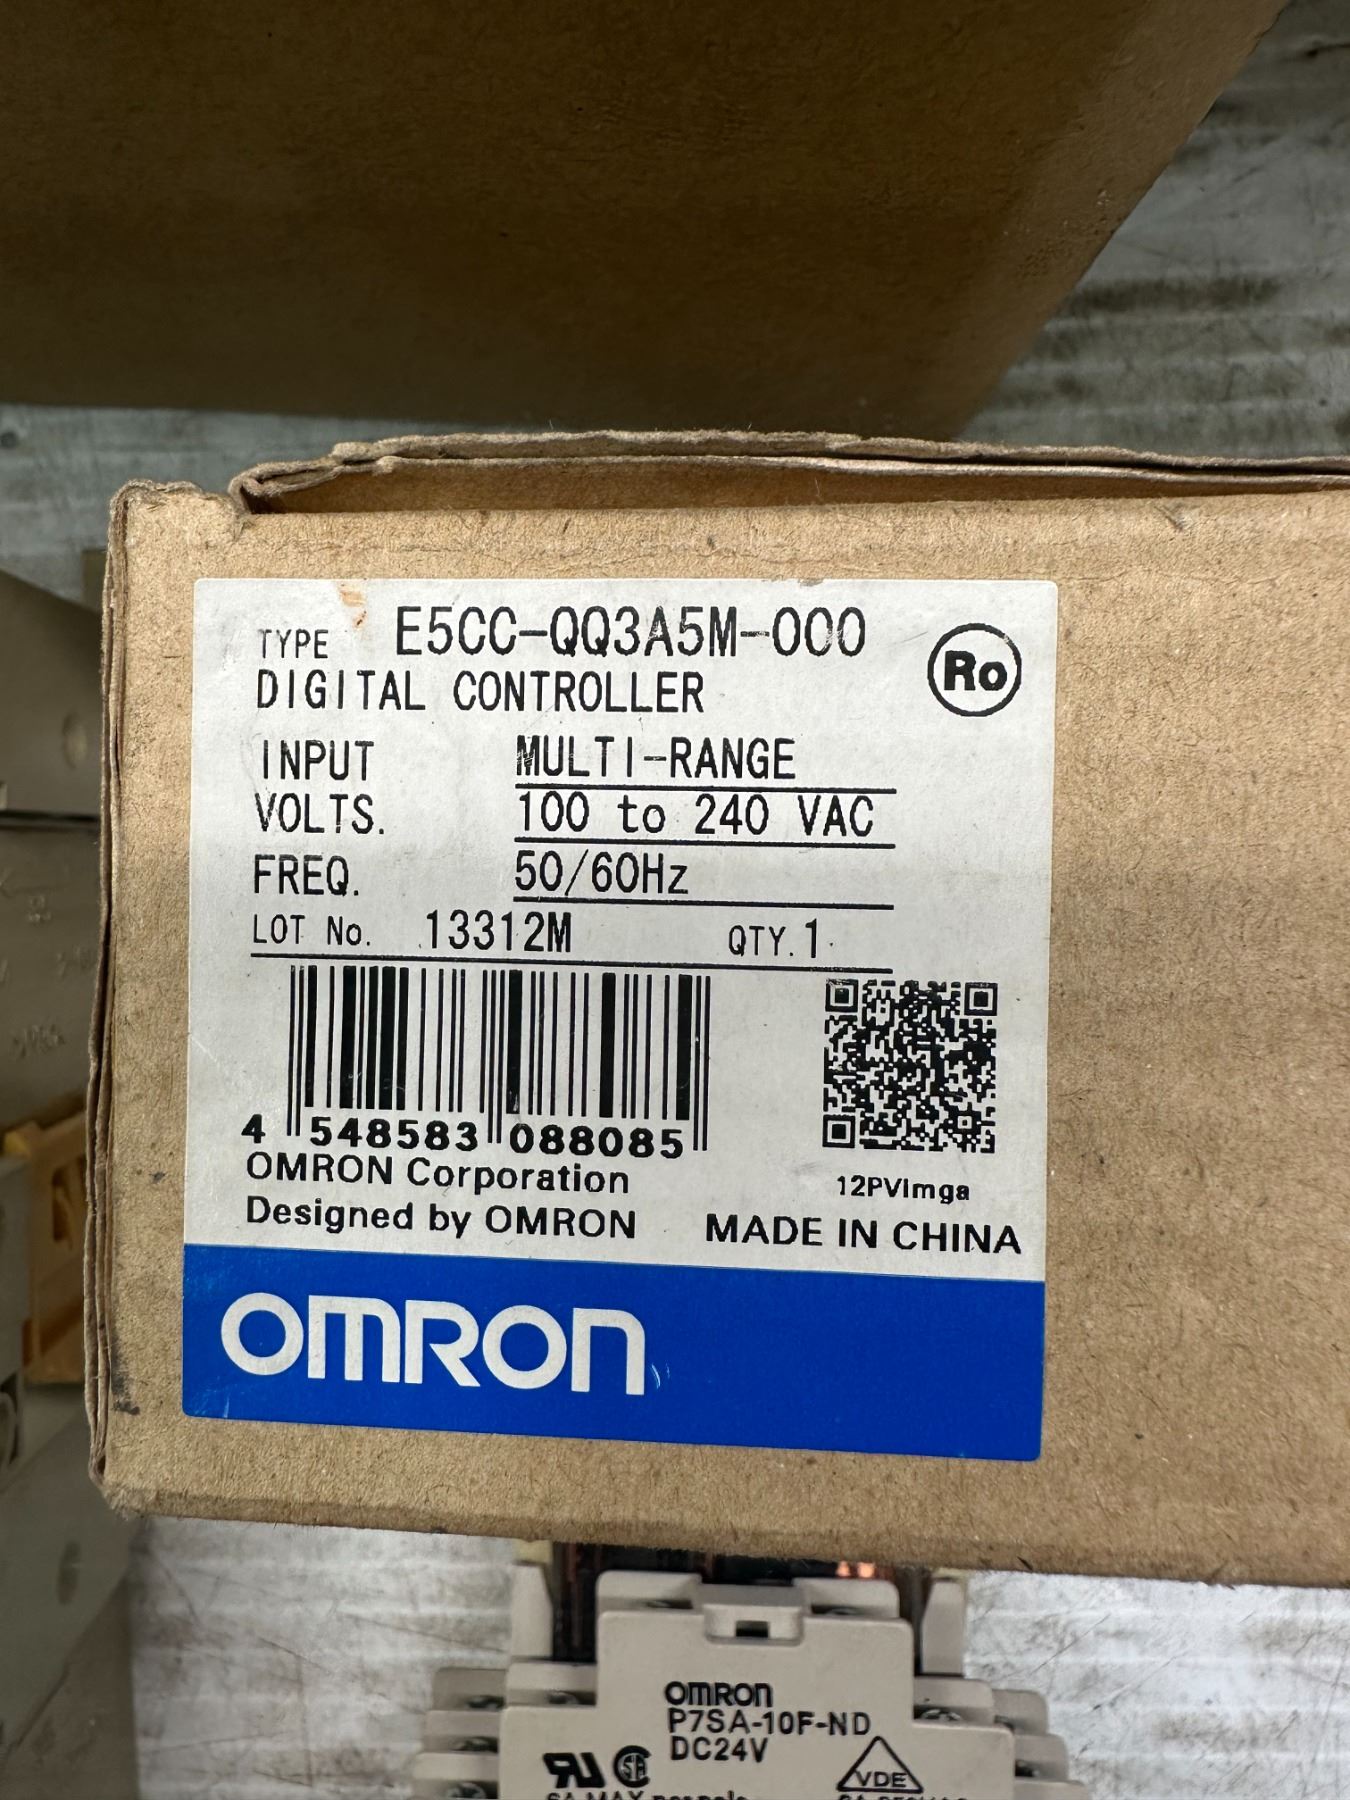 TYPE E5CC-QQ3A5M-000
Ro
DIGITAL CONTROLLER
INPUT MULTI-RANGE
VOLTS. 100 to 240 VAC
FREQ. 50/60Hz
LOT No. 13312M QTY. 1
4 548583 088085
12PVImga
OMRON Corporation
Designed by OMRON MADE IN CHINA
OMRON
OMRON
P7SA-10F-ND
DC24V
VDE